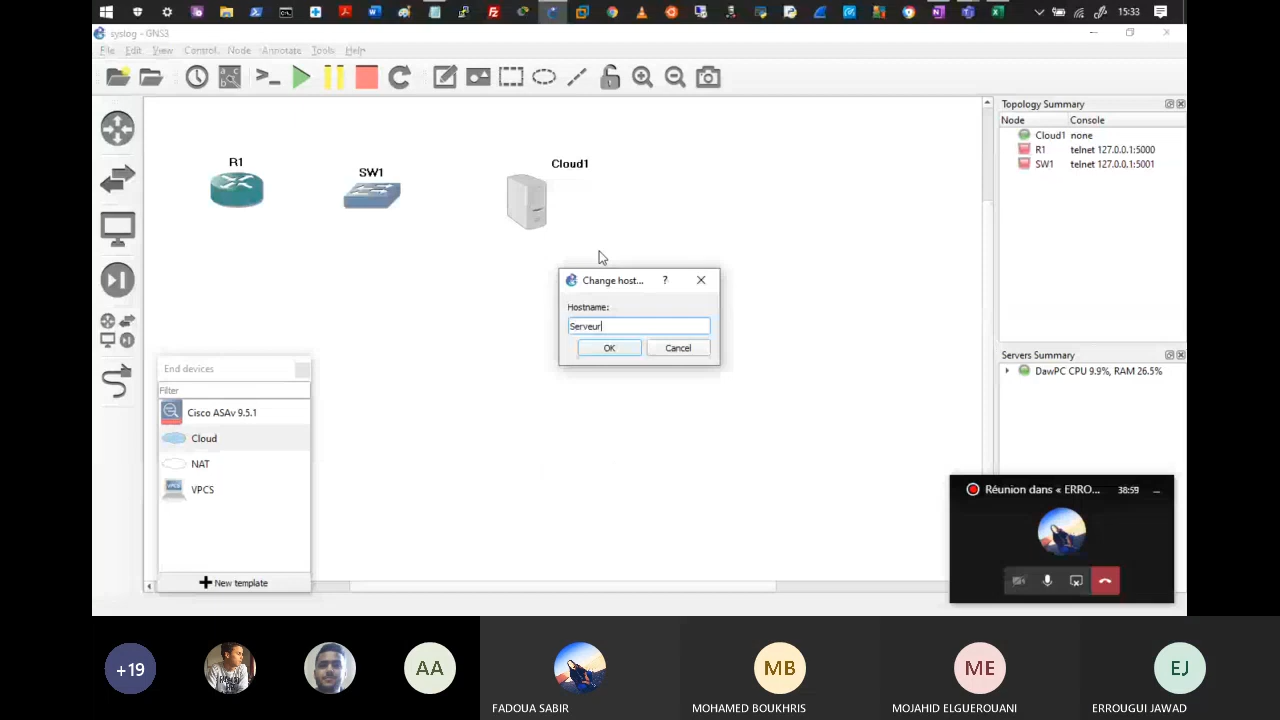 15:33
syslog - GNS3
File Edit View Control Node Annotate Tools Help
Topology Summary
Node Console
Cloud1 none
R1 telnet 127.0.0.1:5000
SW1 telnet 127.0.0.1:5001
R1
SW1
Cloud1
Change host... ?
Hostname:
Serveur
OK Cancel
Servers Summary
DawPC CPU 9.9%, RAM 26.5%
End devices
Filter
Cisco ASAv 9.5.1
Cloud
NAT
VPCS
New template
Réunion dans « ERRO... 38:59
+19
AA
MB
ME
EJ
FADOUA SABIR
MOHAMED BOUKHRIS
MOJAHID ELGUEROUANI
ERROUGUI JAWAD